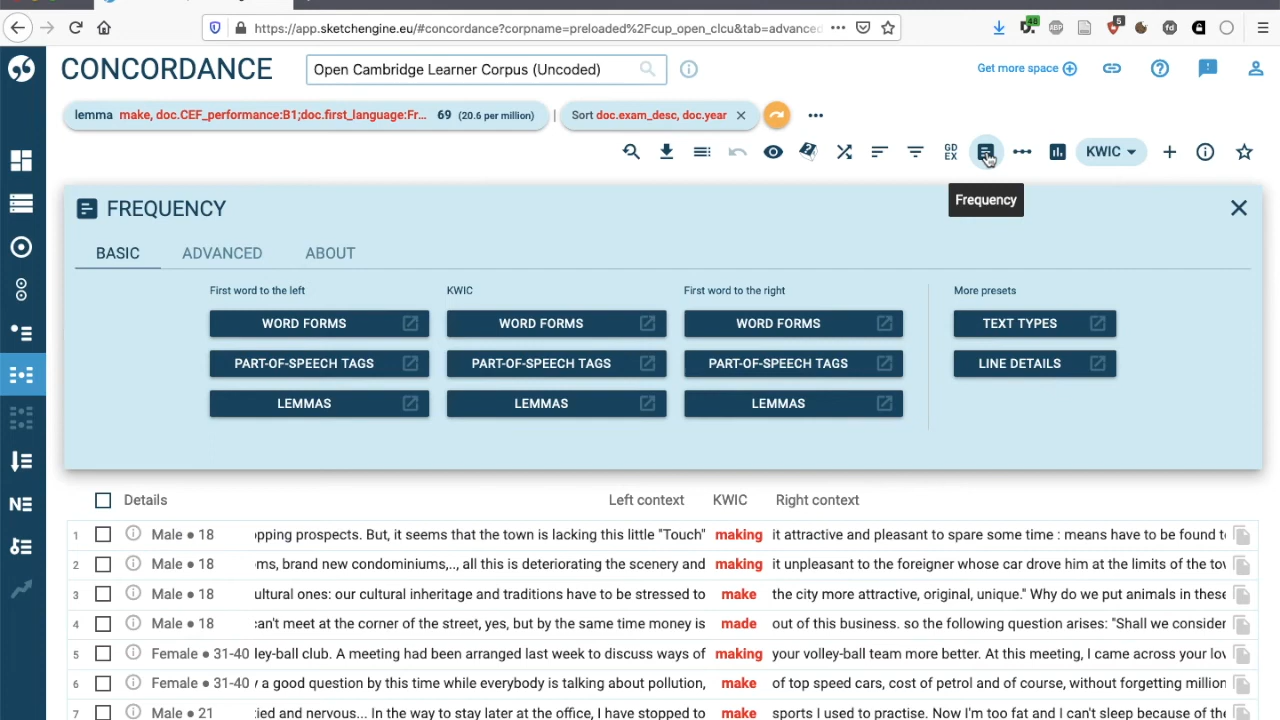 https://app.sketchengine.eu/#concordance?corpname=preloaded%2Fcup_open_clcu&tab=advanced
48
ABP
5
fd
CONCORDANCE
Open Cambridge Learner Corpus (Uncoded)
Get more space
lemma make, doc.CEF_performance:B1;doc.first_language:Fr... 69 (20.6 per million) | Sort doc.exam_desc, doc.year
GD
EX
KWIC
Frequency
FREQUENCY
BASIC ADVANCED ABOUT
First word to the left KWIC First word to the right More presets
WORD FORMS WORD FORMS WORD FORMS TEXT TYPES
PART-OF-SPEECH TAGS PART-OF-SPEECH TAGS PART-OF-SPEECH TAGS LINE DETAILS
LEMMAS LEMMAS LEMMAS
Details Left context KWIC Right context
1 Male ● 18 pping prospects. But, it seems that the town is lacking this little "Touch" making it attractive and pleasant to spare some time : means have to be found t
2 Male ● 18 ms, brand new condominiums,.., all this is deteriorating the scenery and making it unpleasant to the foreigner whose car drove him at the limits of the tov
3 Male ● 18 ultural ones: our cultural inheritage and traditions have to be stressed to make the city more attractive, original, unique." Why do we put animals in these
4 Male ● 18 can't meet at the corner of the street, yes, but by the same time money is made out of this business. so the following question arises: "Shall we consider
5 Female ● 31-40 ley-ball club. A meeting had been arranged last week to discuss ways of making your volley-ball team more better. At this meeting, I came across your lov
6 Female ● 31-40 y a good question by this time while everybody is talking about pollution, make of top speed cars, cost of petrol and of course, without forgetting million
7 Male ● 21 tied and nervous... In the way to stay later at the office, I have stopped to make sports I used to practise. Now I'm too fat and I can't sleep because of the